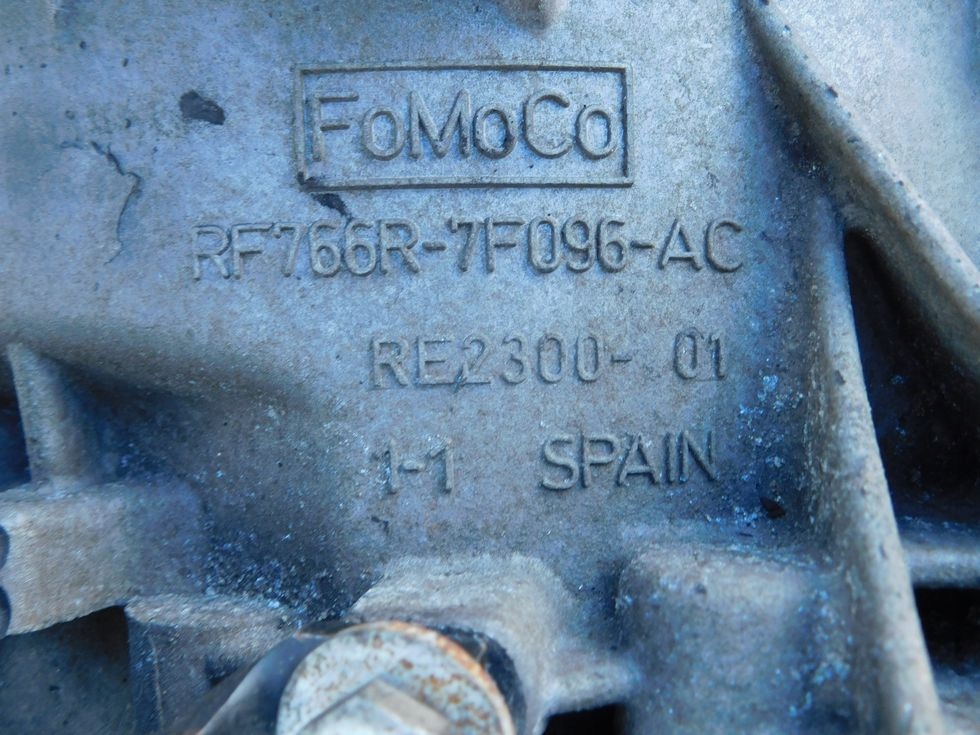 FoMoCo
RF766R-7F096-AC
RE2300- 01
1-1 SPAIN